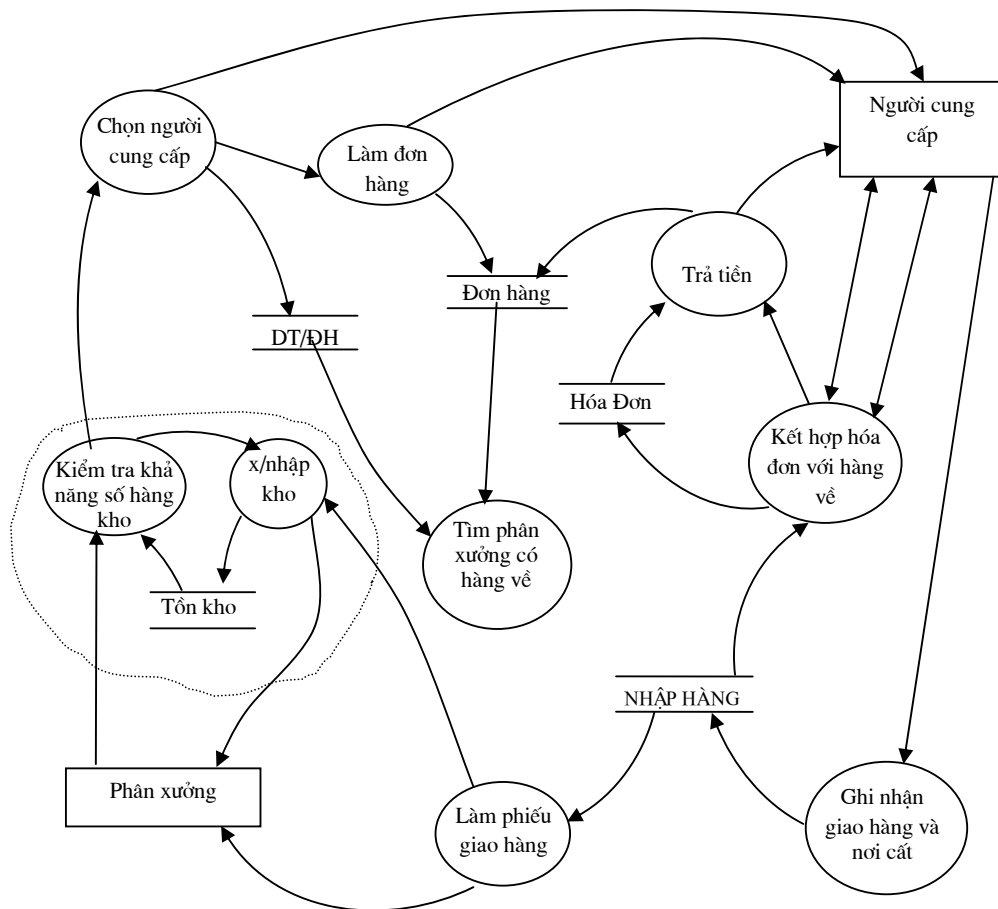 Người cung
cấp
Chọn người
cung cấp
Làm đơn
hàng
Trả tiền
Đơn hàng
DT/ĐH
Hóa Đơn
Kết hợp hóa
đơn với hàng
về
Kiểm tra khả
năng số hàng
kho
x/nhập
kho
Tìm phân
xưởng có
hàng về
Tồn kho
NHẬP HÀNG
Phân xưởng
Làm phiếu
giao hàng
Ghi nhận
giao hàng và
nơi cất